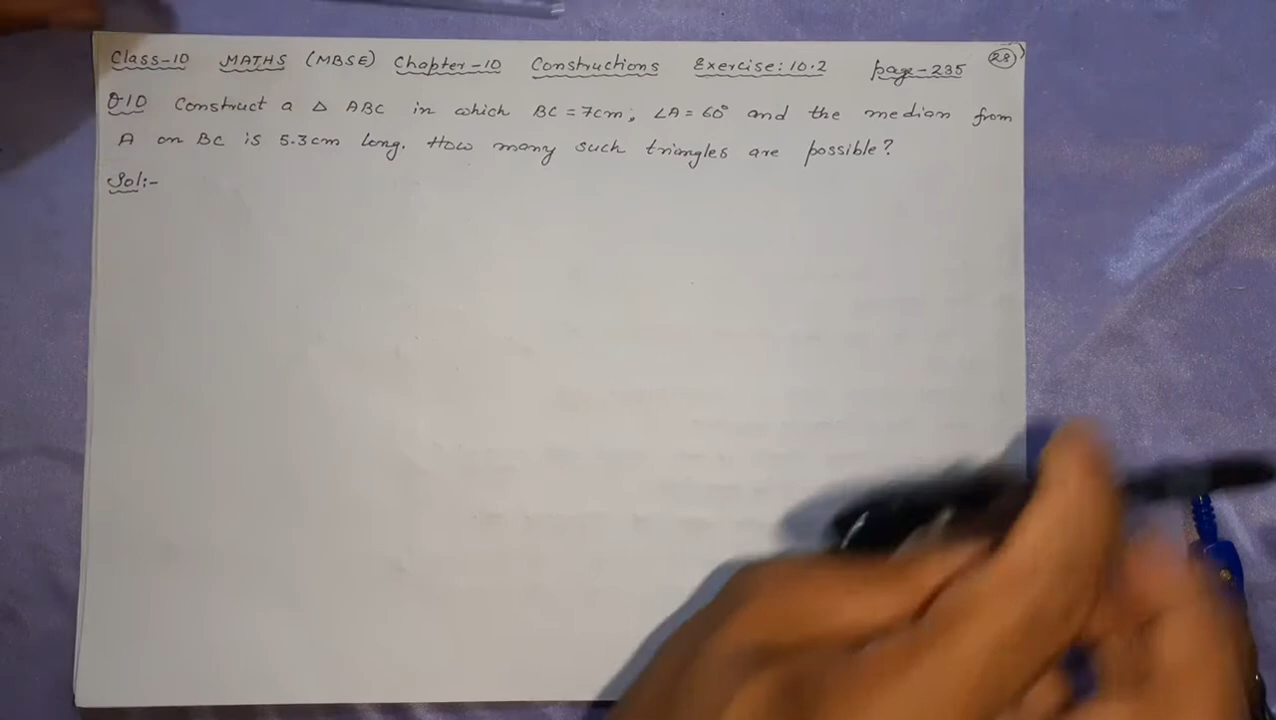 Class-10 MATHS (MBSE) Chapter-10 Constructions Exercise: 10.2 page-235 28
Q10 Construct a △ ABC in which BC = 7cm, ∠A = 60° and the median from
A on BC is 5.3cm long. How many such triangles are possible?
Sol:-